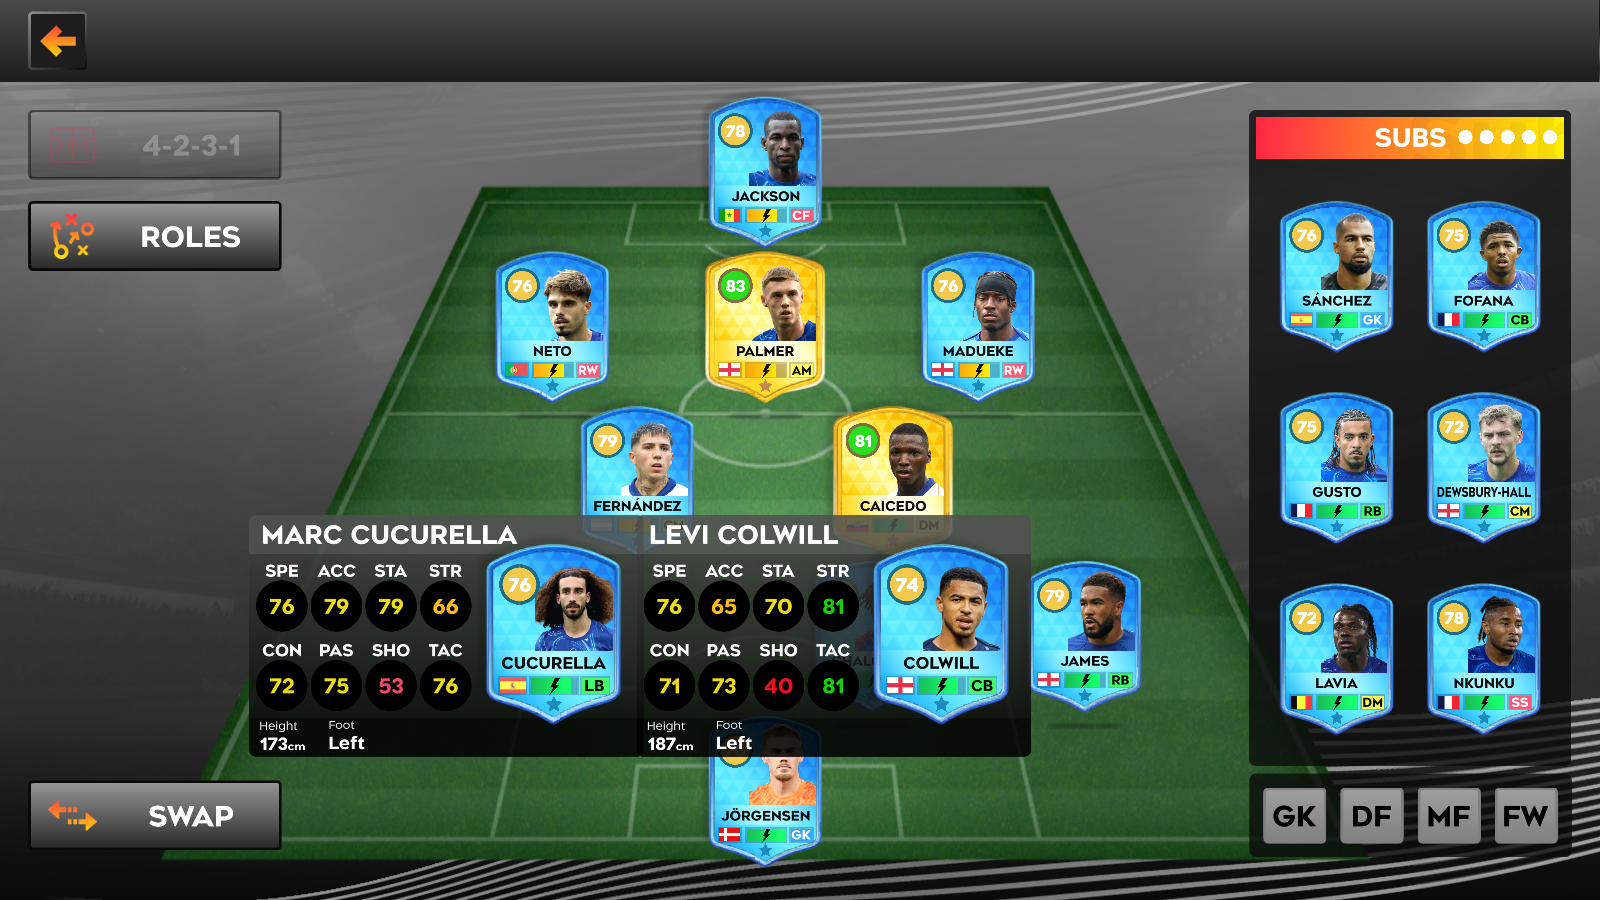 4-2-3-1
ROLES
SWAP
78
JACKSON
CF
76
NETO
RW
83
PALMER
AM
76
MADUEKE
RW
79
FERNÁNDEZ
CM
81
CAICEDO
DM
MARC CUCURELLA
SPE ACC STA STR
76 79 79 66
CON PAS SHO TAC
72 75 53 76
Height Foot
173cm Left
76
CUCURELLA
LB
LEVI COLWILL
SPE ACC STA STR
76 65 70 81
CON PAS SHO TAC
71 73 40 81
Height Foot
187cm Left
74
COLWILL
CB
79
JAMES
RB
JÖRGENSEN
GK
SUBS
76
SÁNCHEZ
GK
75
FOFANA
CB
75
GUSTO
RB
72
DEWSBURY-HALL
CM
72
LAVIA
DM
78
NKUNKU
SS
GK DF MF FW